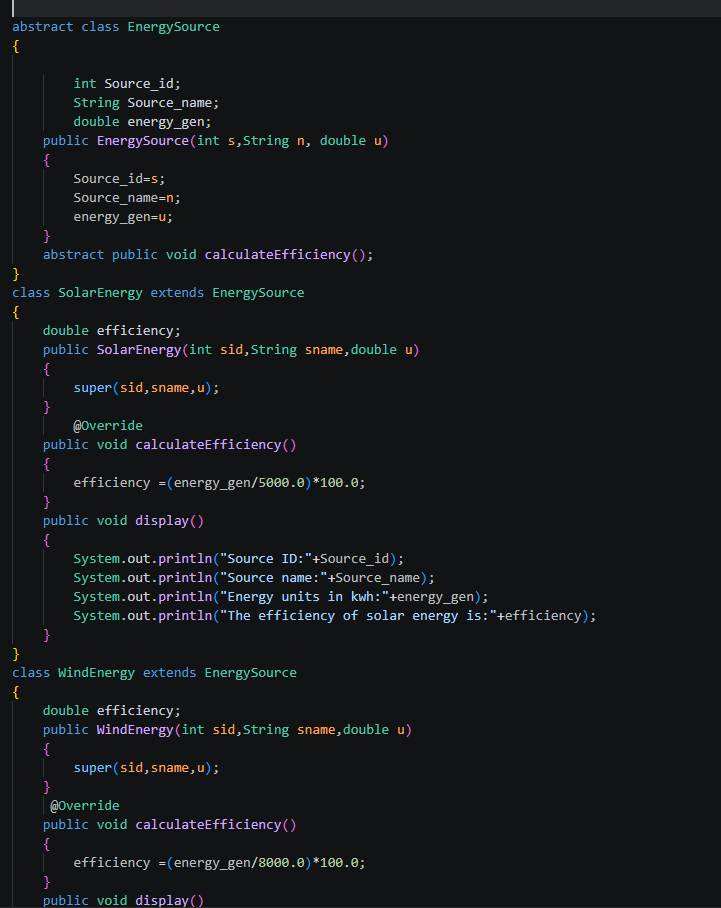 abstract class EnergySource
{
int Source_id;
String Source_name;
double energy_gen;
public EnergySource(int s,String n, double u)
{
Source_id=s;
Source_name=n;
energy_gen=u;
}
abstract public void calculateEfficiency();
}
class SolarEnergy extends EnergySource
{
double efficiency;
public SolarEnergy(int sid,String sname,double u)
{
super(sid,sname,u);
}
@Override
public void calculateEfficiency()
{
efficiency =(energy_gen/5000.0)*100.0;
}
public void display()
{
System.out.println("Source ID:"+Source_id);
System.out.println("Source name:"+Source_name);
System.out.println("Energy units in kwh:"+energy_gen);
System.out.println("The efficiency of solar energy is:"+efficiency);
}
}
class WindEnergy extends EnergySource
{
double efficiency;
public WindEnergy(int sid,String sname,double u)
{
super(sid,sname,u);
}
@Override
public void calculateEfficiency()
{
efficiency =(energy_gen/8000.0)*100.0;
}
public void display()